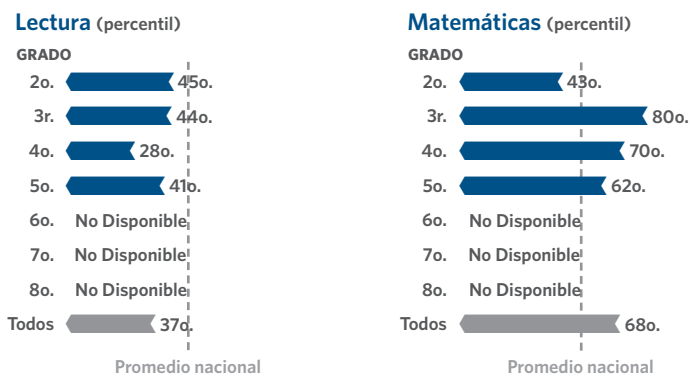 Lectura (percentil)
GRADO
2o. 45o.
3r. 44o.
4o. 28o.
5o. 41o.
6o. No Disponible
7o. No Disponible
8o. No Disponible
Todos 37o.
Promedio nacional
Matemáticas (percentil)
GRADO
2o. 43o.
3r. 80o.
4o. 70o.
5o. 62o.
6o. No Disponible
7o. No Disponible
8o. No Disponible
Todos 68o.
Promedio nacional